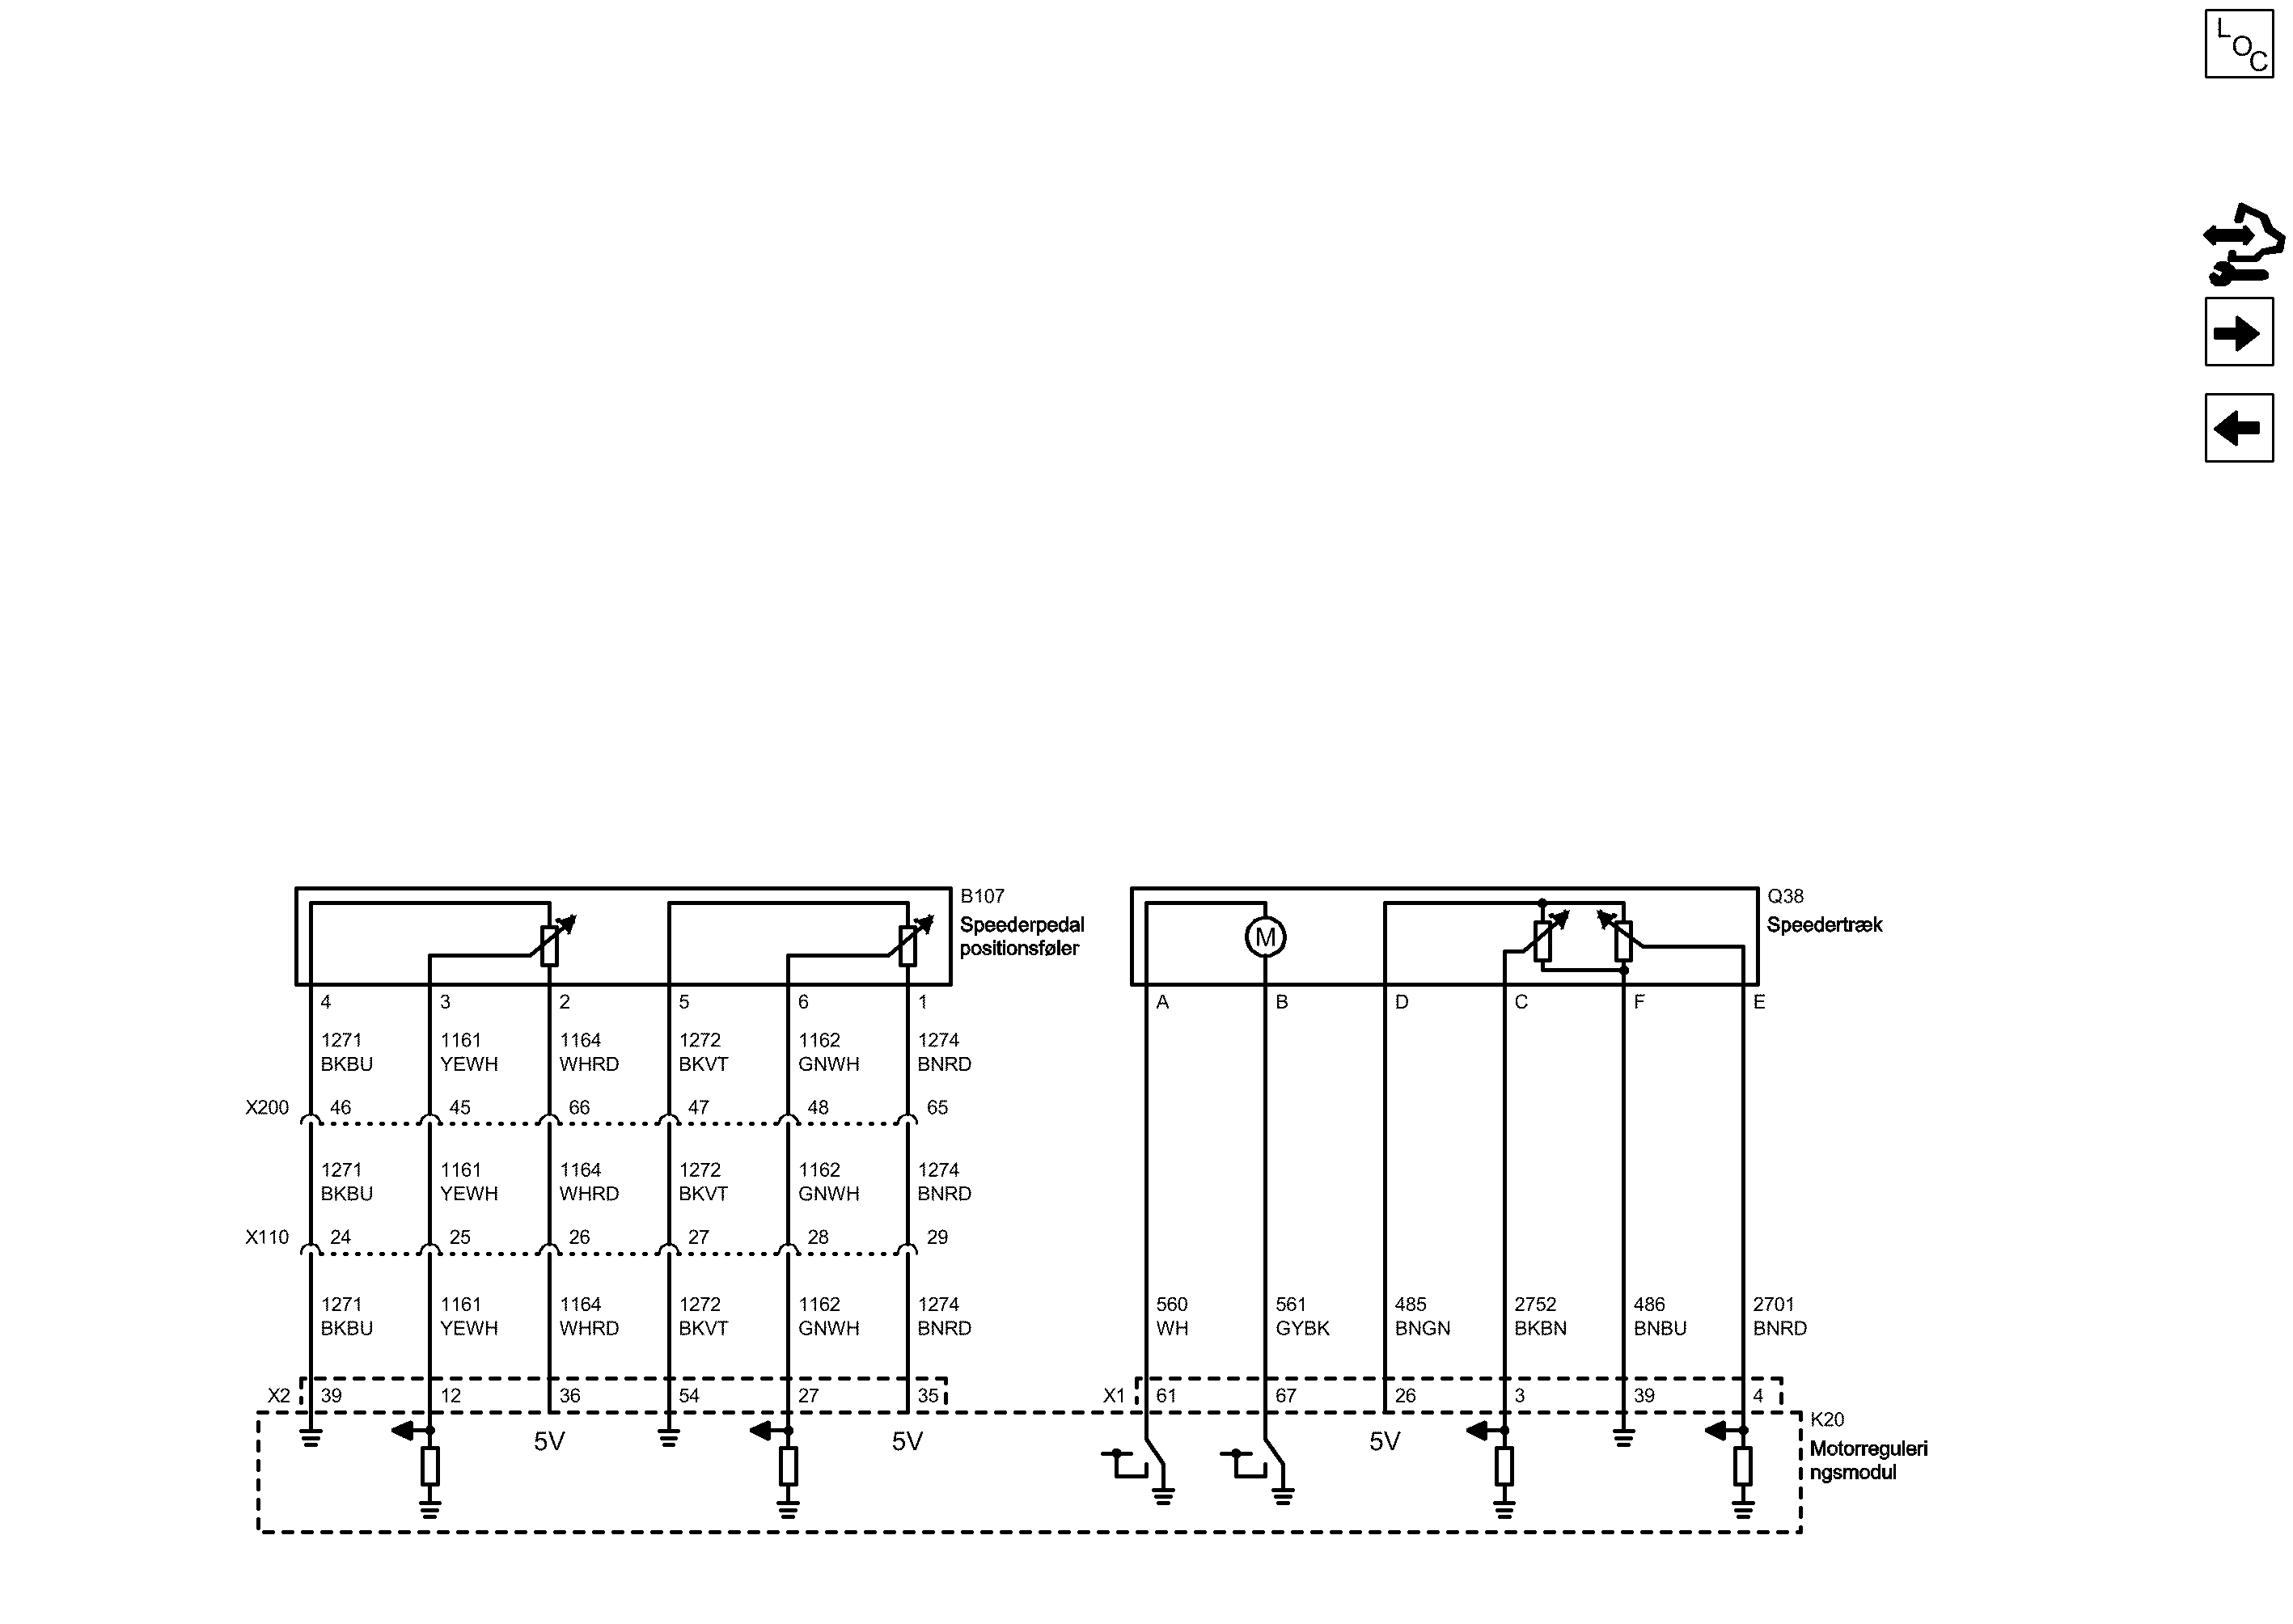 L
O
C
B107
Speederpedal
positionsføler
Q38
Speedertræk
M
4 3 2 5 6 1 A B D C F E
1271 1161 1164 1272 1162 1274
BKBU YEWH WHRD BKVT GNWH BNRD
X200 46 45 66 47 48 65
1271 1161 1164 1272 1162 1274
BKBU YEWH WHRD BKVT GNWH BNRD
X110 24 25 26 27 28 29
1271 1161 1164 1272 1162 1274 560 561 485 2752 486 2701
BKBU YEWH WHRD BKVT GNWH BNRD WH GYBK BNGN BKBN BNBU BNRD
X2 39 12 36 54 27 35 X1 61 67 26 3 39 4
5V 5V 5V
K20
Motorreguleri
ngsmodul